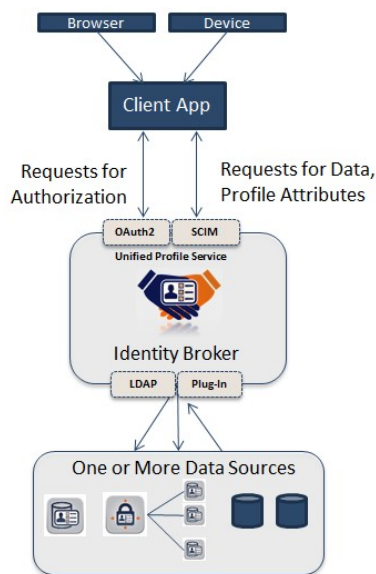 Browser
Device
Client App
Requests for
Authorization
Requests for Data,
Profile Attributes
OAuth2
SCIM
Unified Profile Service
Identity Broker
LDAP
Plug-In
One or More Data Sources